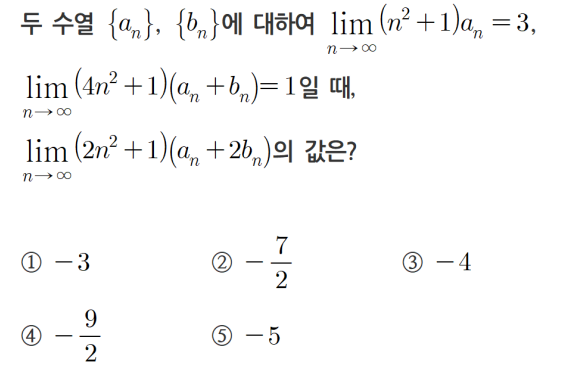 두 수열 {aₙ}, {bₙ}에 대하여 lim_{n→∞} (n²+1)aₙ = 3,
lim_{n→∞} (4n²+1)(aₙ+bₙ)=1일 때,
lim_{n→∞} (2n²+1)(aₙ+2bₙ)의 값은?
① −3 ② −7/2 ③ −4
④ −9/2 ⑤ −5